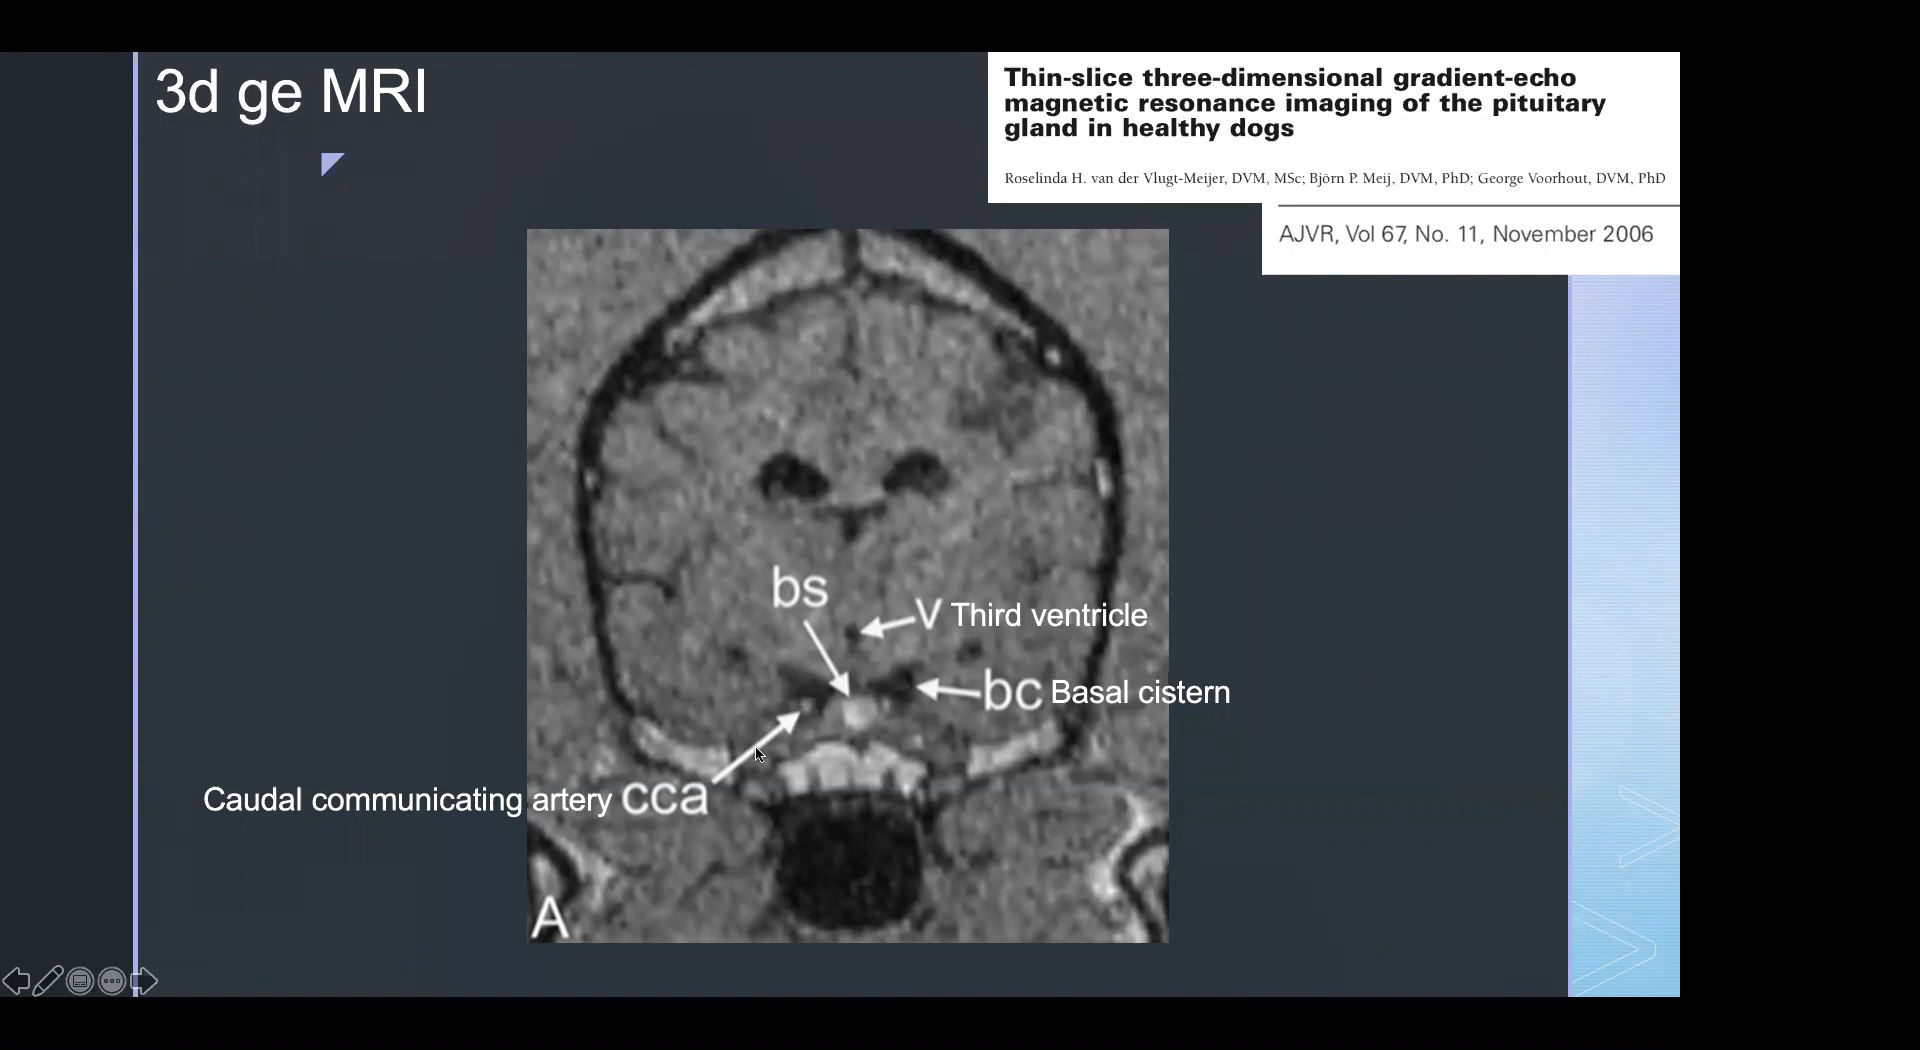 3d ge MRI
Thin-slice three-dimensional gradient-echo
magnetic resonance imaging of the pituitary
gland in healthy dogs
Roselinda H. van der Vlugt-Meijer, DVM, MSc; Björn P. Meij, DVM, PhD; George Voorhout, DVM, PhD
AJVR, Vol 67, No. 11, November 2006
bs
V Third ventricle
bc Basal cistern
Caudal communicating artery cca
A